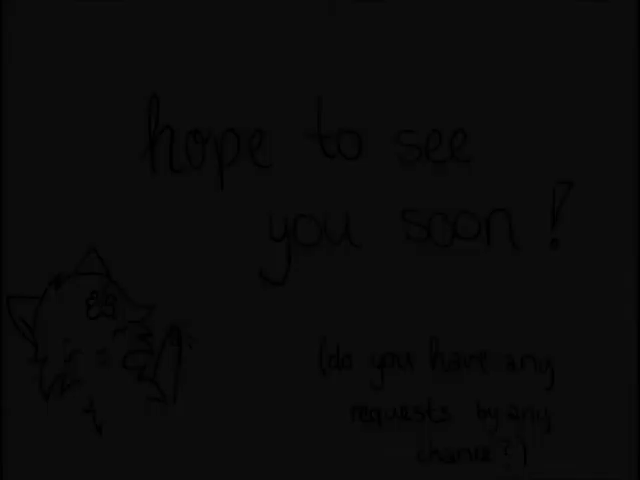 hope to see
you soon!
(do you have any
requests by any
chance?)